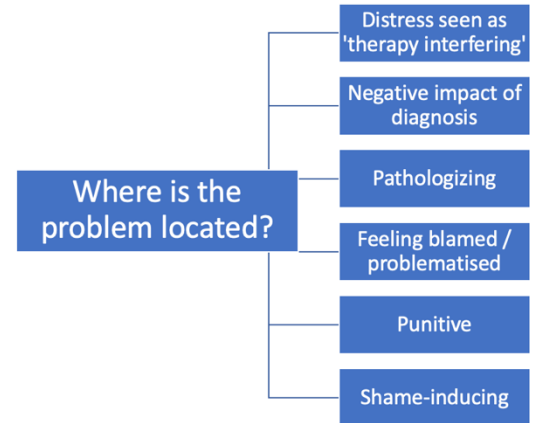 Distress seen as
'therapy interfering'
Negative impact of
diagnosis
Pathologizing
Where is the
problem located?
Feeling blamed /
problematised
Punitive
Shame-inducing